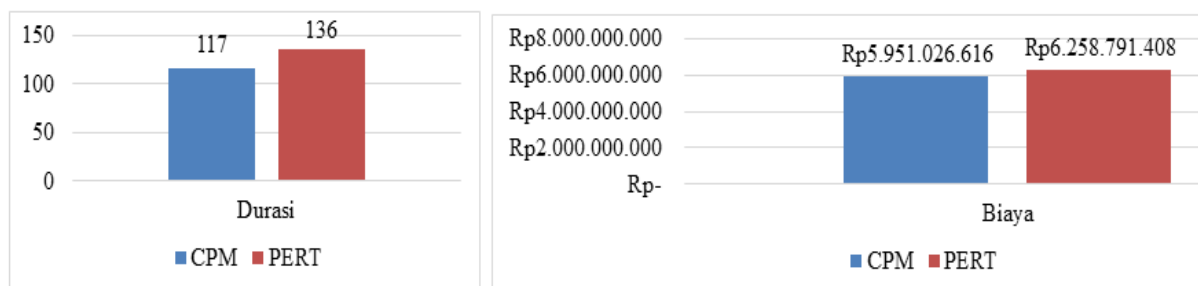 150
100
50
0
117
136
Durasi
CPM PERT
Rp8.000.000.000
Rp6.000.000.000
Rp4.000.000.000
Rp2.000.000.000
Rp-
Rp5.951.026.616
Rp6.258.791.408
Biaya
CPM PERT